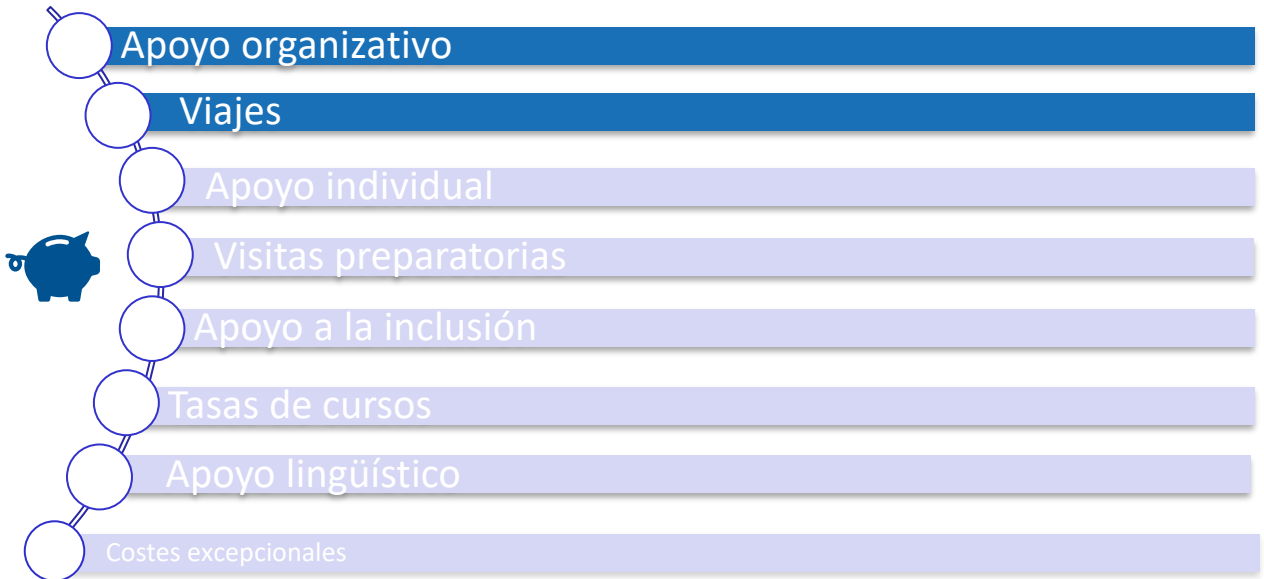 Apoyo organizativo
Viajes
Apoyo individual
Visitas preparatorias
Apoyo a la inclusión
Tasas de cursos
Apoyo lingüístico
Costes excepcionales